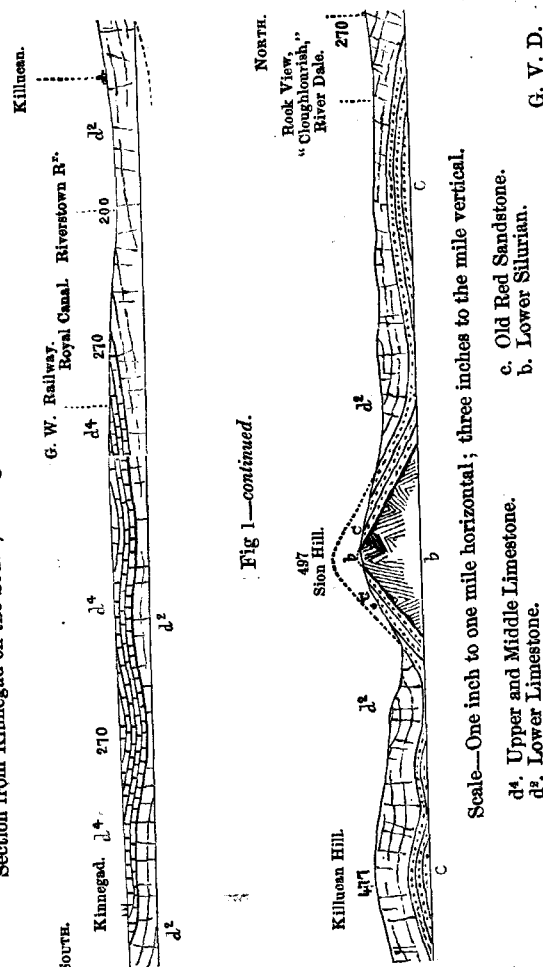 Section from Kinnegad on the
SOUTH.
Kinnegad.
d4
270
d4
d4
G. W. Railway.
270
Royal Canal.
Riverstown Rr.
200
d2
Killucan.
d2
d2
Fig 1—continued.
NORTH.
Killucan Hill.
477
d2
497
Sion Hill.
c
b
c
d2
Rook View,
"Cloughlourish,"
River Dale.
270
c
b
c
Scale—One inch to one mile horizontal; three inches to the mile vertical.
d4. Upper and Middle Limestone.
d2. Lower Limestone.
c. Old Red Sandstone.
b. Lower Silurian.
G. V. D.